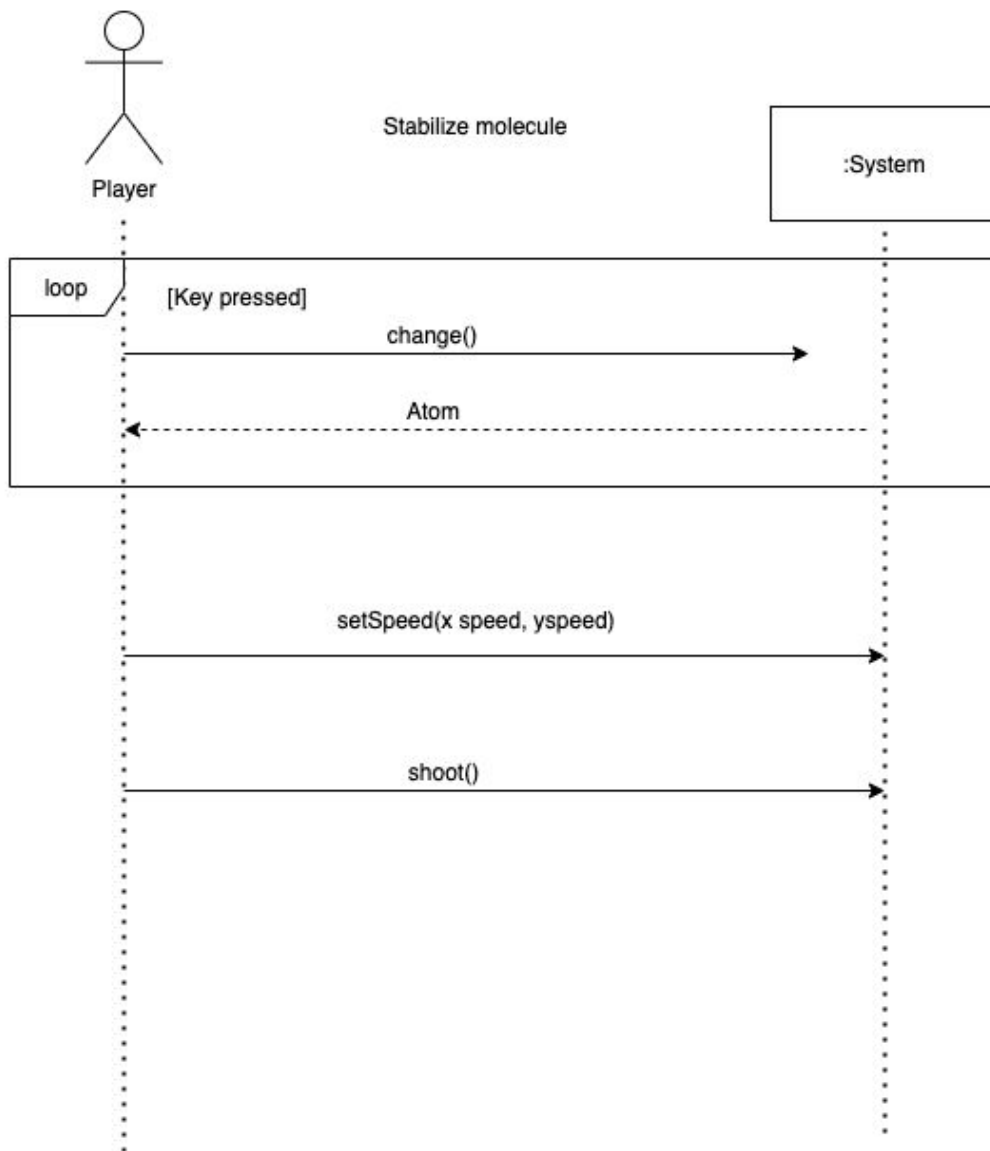 Stabilize molecule
:System
Player
loop
[Key pressed]
change()
Atom
setSpeed(x speed, yspeed)
shoot()